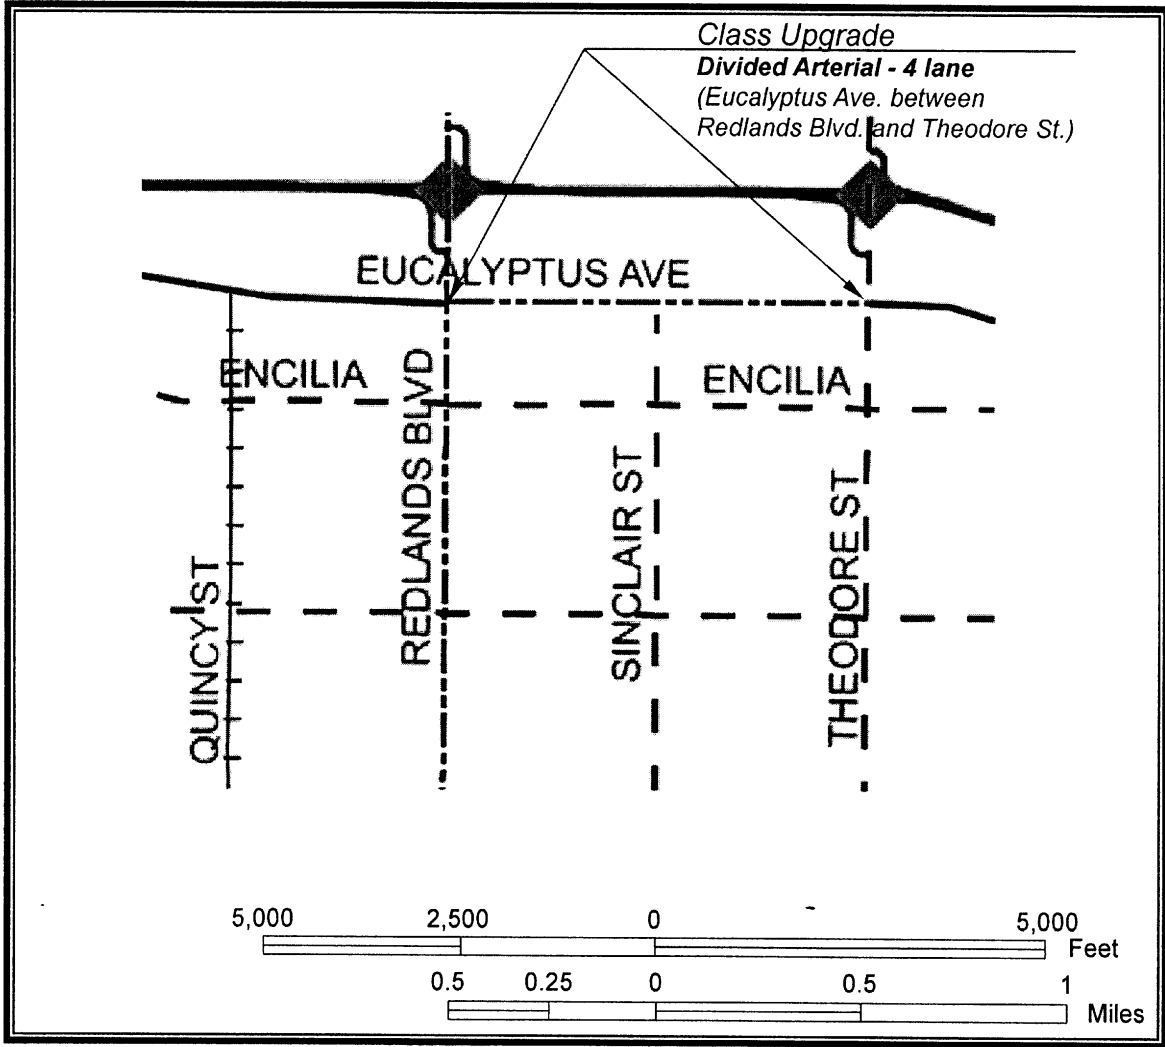 Class Upgrade
Divided Arterial - 4 lane
(Eucalyptus Ave. between
Redlands Blvd. and Theodore St.)
EUCALYPTUS AVE
ENCILIA
ENCILIA
REDLANDS BLVD
SINCLAIR ST
THEODORE ST
QUINCY ST
5,000 2,500 0 5,000
Feet
0.5 0.25 0 0.5 1
Miles